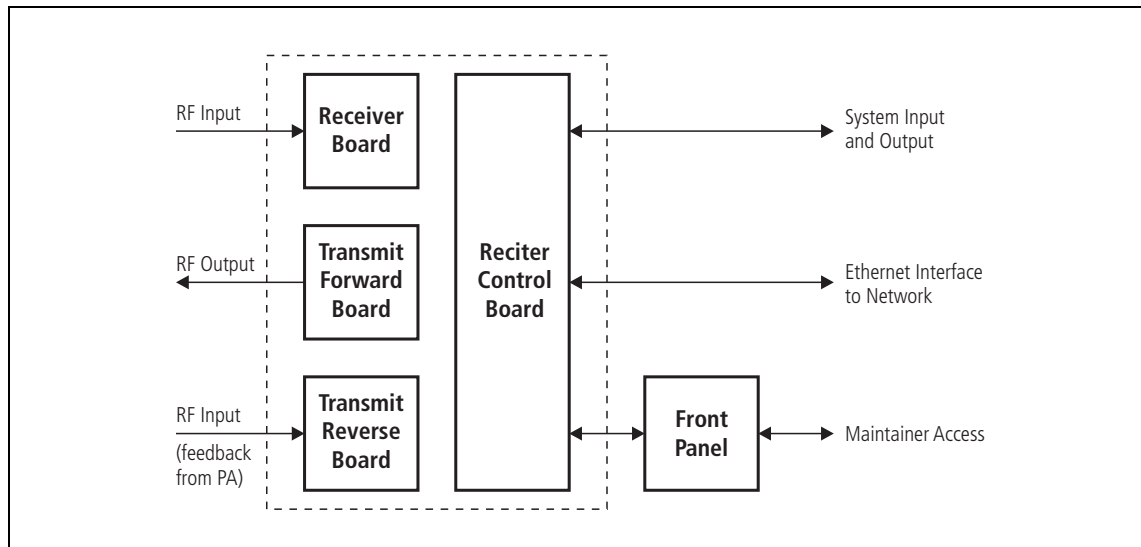 RF Input
Receiver
Board
System Input
and Output
RF Output
Transmit
Forward
Board
Reciter
Control
Board
Ethernet Interface
to Network
RF Input
(feedback
from PA)
Transmit
Reverse
Board
Front
Panel
Maintainer Access